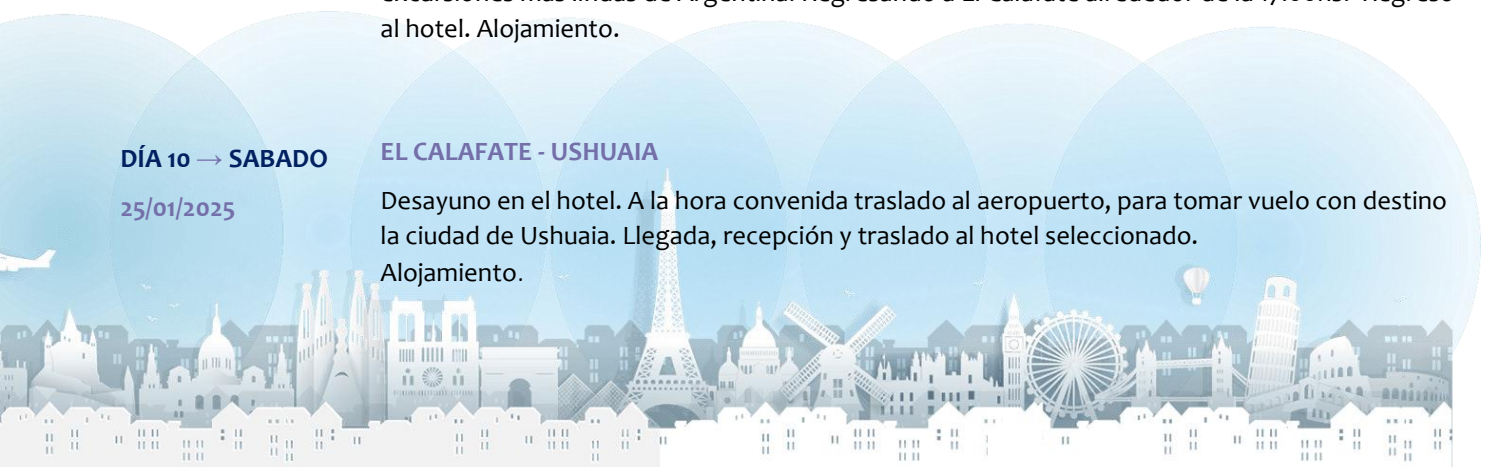 al hotel. Alojamiento.
DÍA 10 → SABADO
25/01/2025
EL CALAFATE - USHUAIA
Desayuno en el hotel. A la hora convenida traslado al aeropuerto, para tomar vuelo con destino
la ciudad de Ushuaia. Llegada, recepción y traslado al hotel seleccionado.
Alojamiento.